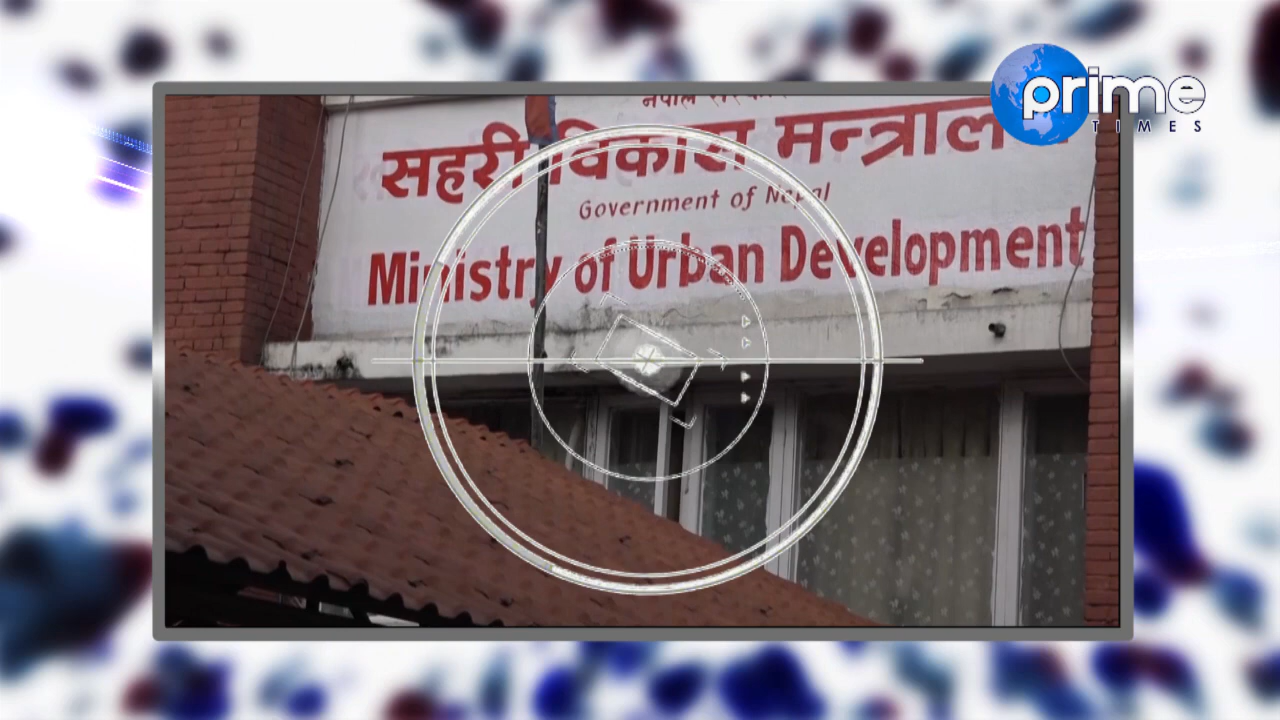 prime
TIMES
सहरी विकास
Government of Nepal
Ministry of Urban Development